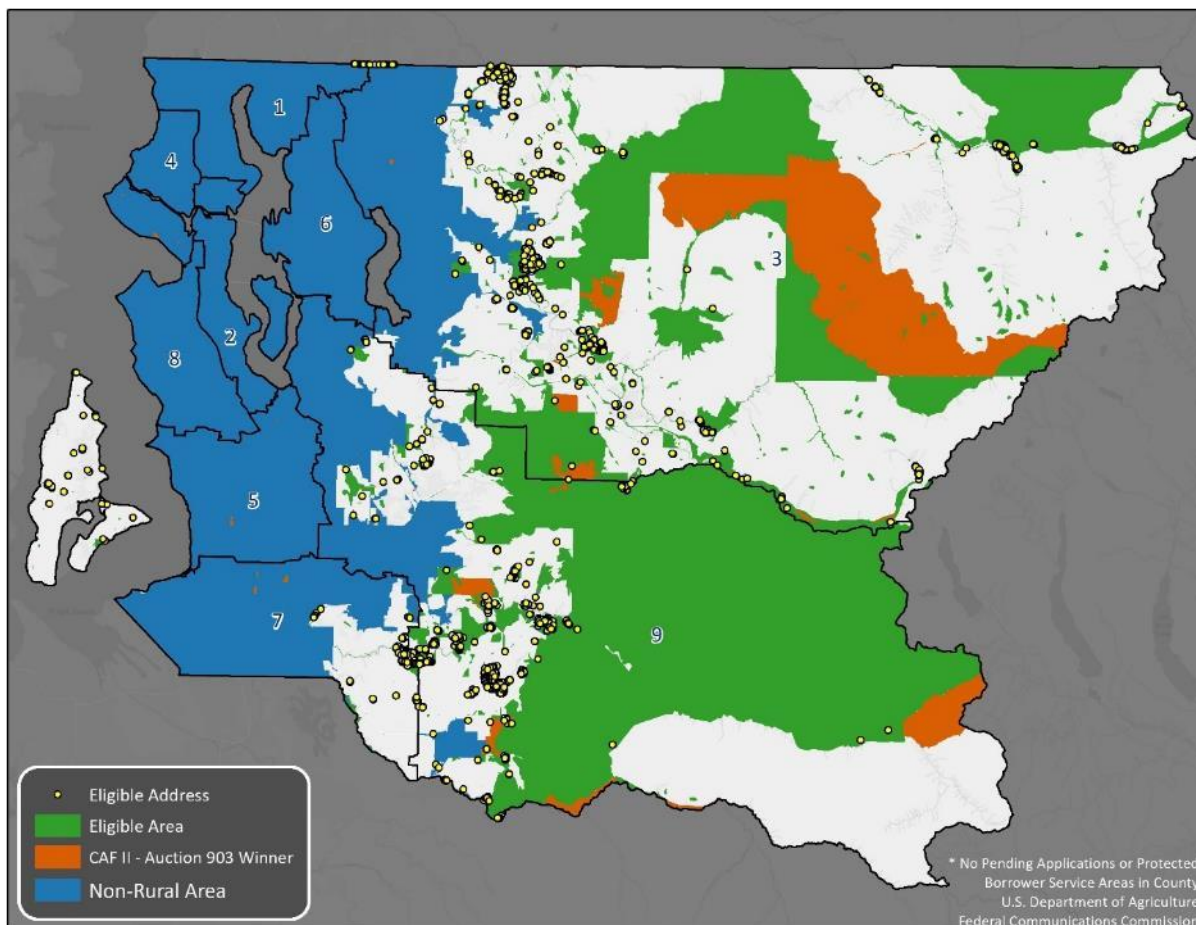 1
4
6
3
2
8
5
7
9
Eligible Address
Eligible Area
CAF II - Auction 903 Winner
Non-Rural Area
* No Pending Applications or Protected
Borrower Service Areas in County
U.S. Department of Agriculture
Federal Communications Commission